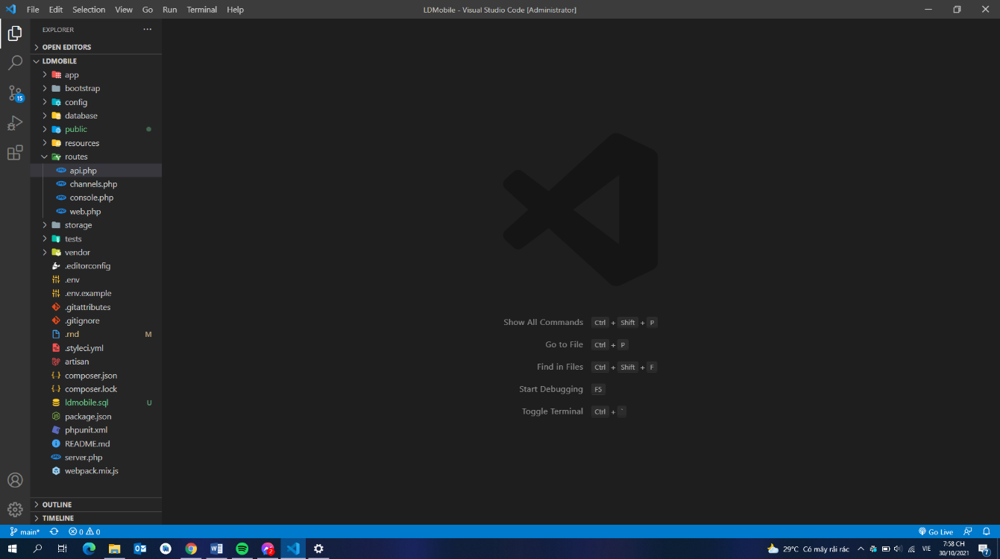 File Edit Selection View Go Run Terminal Help
LDMobile - Visual Studio Code [Administrator]
EXPLORER
OPEN EDITORS
LDMOBILE
app
bootstrap
config
database
public
resources
routes
api.php
channels.php
console.php
web.php
storage
tests
vendor
.editorconfig
.env
.env.example
.gitattributes
.gitignore
.rnd M
.styleci.yml
artisan
composer.json
composer.lock
ldmobile.sql U
package.json
phpunit.xml
README.md
server.php
webpack.mix.js
OUTLINE
TIMELINE
15
Show All Commands Ctrl + Shift + P
Go to File Ctrl + P
Find in Files Ctrl + Shift + F
Start Debugging F5
Toggle Terminal Ctrl + `
main* 0 0
Go Live
29°C Có mây rải rác
VIE
7:58 CH
30/10/2021
2
7